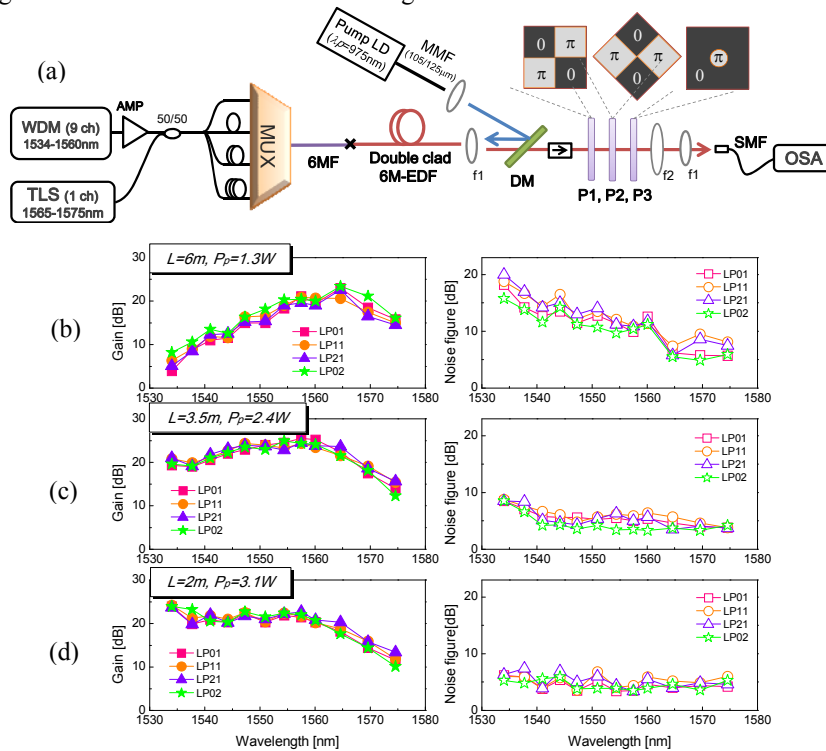 (a)
Pump LD
(λp=975nm)
MMF
(105/125μm)
0
π
π
0
0
π
π
0
π
0
WDM (9 ch)
1534-1560nm
AMP
50/50
MUX
TLS (1 ch)
1565-1575nm
6MF
Double clad
6M-EDF
f1
DM
P1, P2, P3
f2
f1
SMF
OSA
(b)
L=6m, Pp=1.3W
30
20
10
0
Gain [dB]
LP01
LP11
LP21
LP02
1530 1540 1550 1560 1570 1580
20
10
0
Noise figure [dB]
LP01
LP11
LP21
LP02
1530 1540 1550 1560 1570 1580
(c)
L=3.5m, Pp=2.4W
30
20
10
0
Gain [dB]
LP01
LP11
LP21
LP02
1530 1540 1550 1560 1570 1580
20
10
0
Noise figure [dB]
LP01
LP11
LP21
LP02
1530 1540 1550 1560 1570 1580
(d)
L=2m, Pp=3.1W
30
20
10
0
Gain [dB]
LP01
LP11
LP21
LP02
1530 1540 1550 1560 1570 1580
Wavelength [nm]
20
10
0
Noise figure[dB]
LP01
LP11
LP21
LP02
1530 1540 1550 1560 1570 1580
Wavelength [nm]